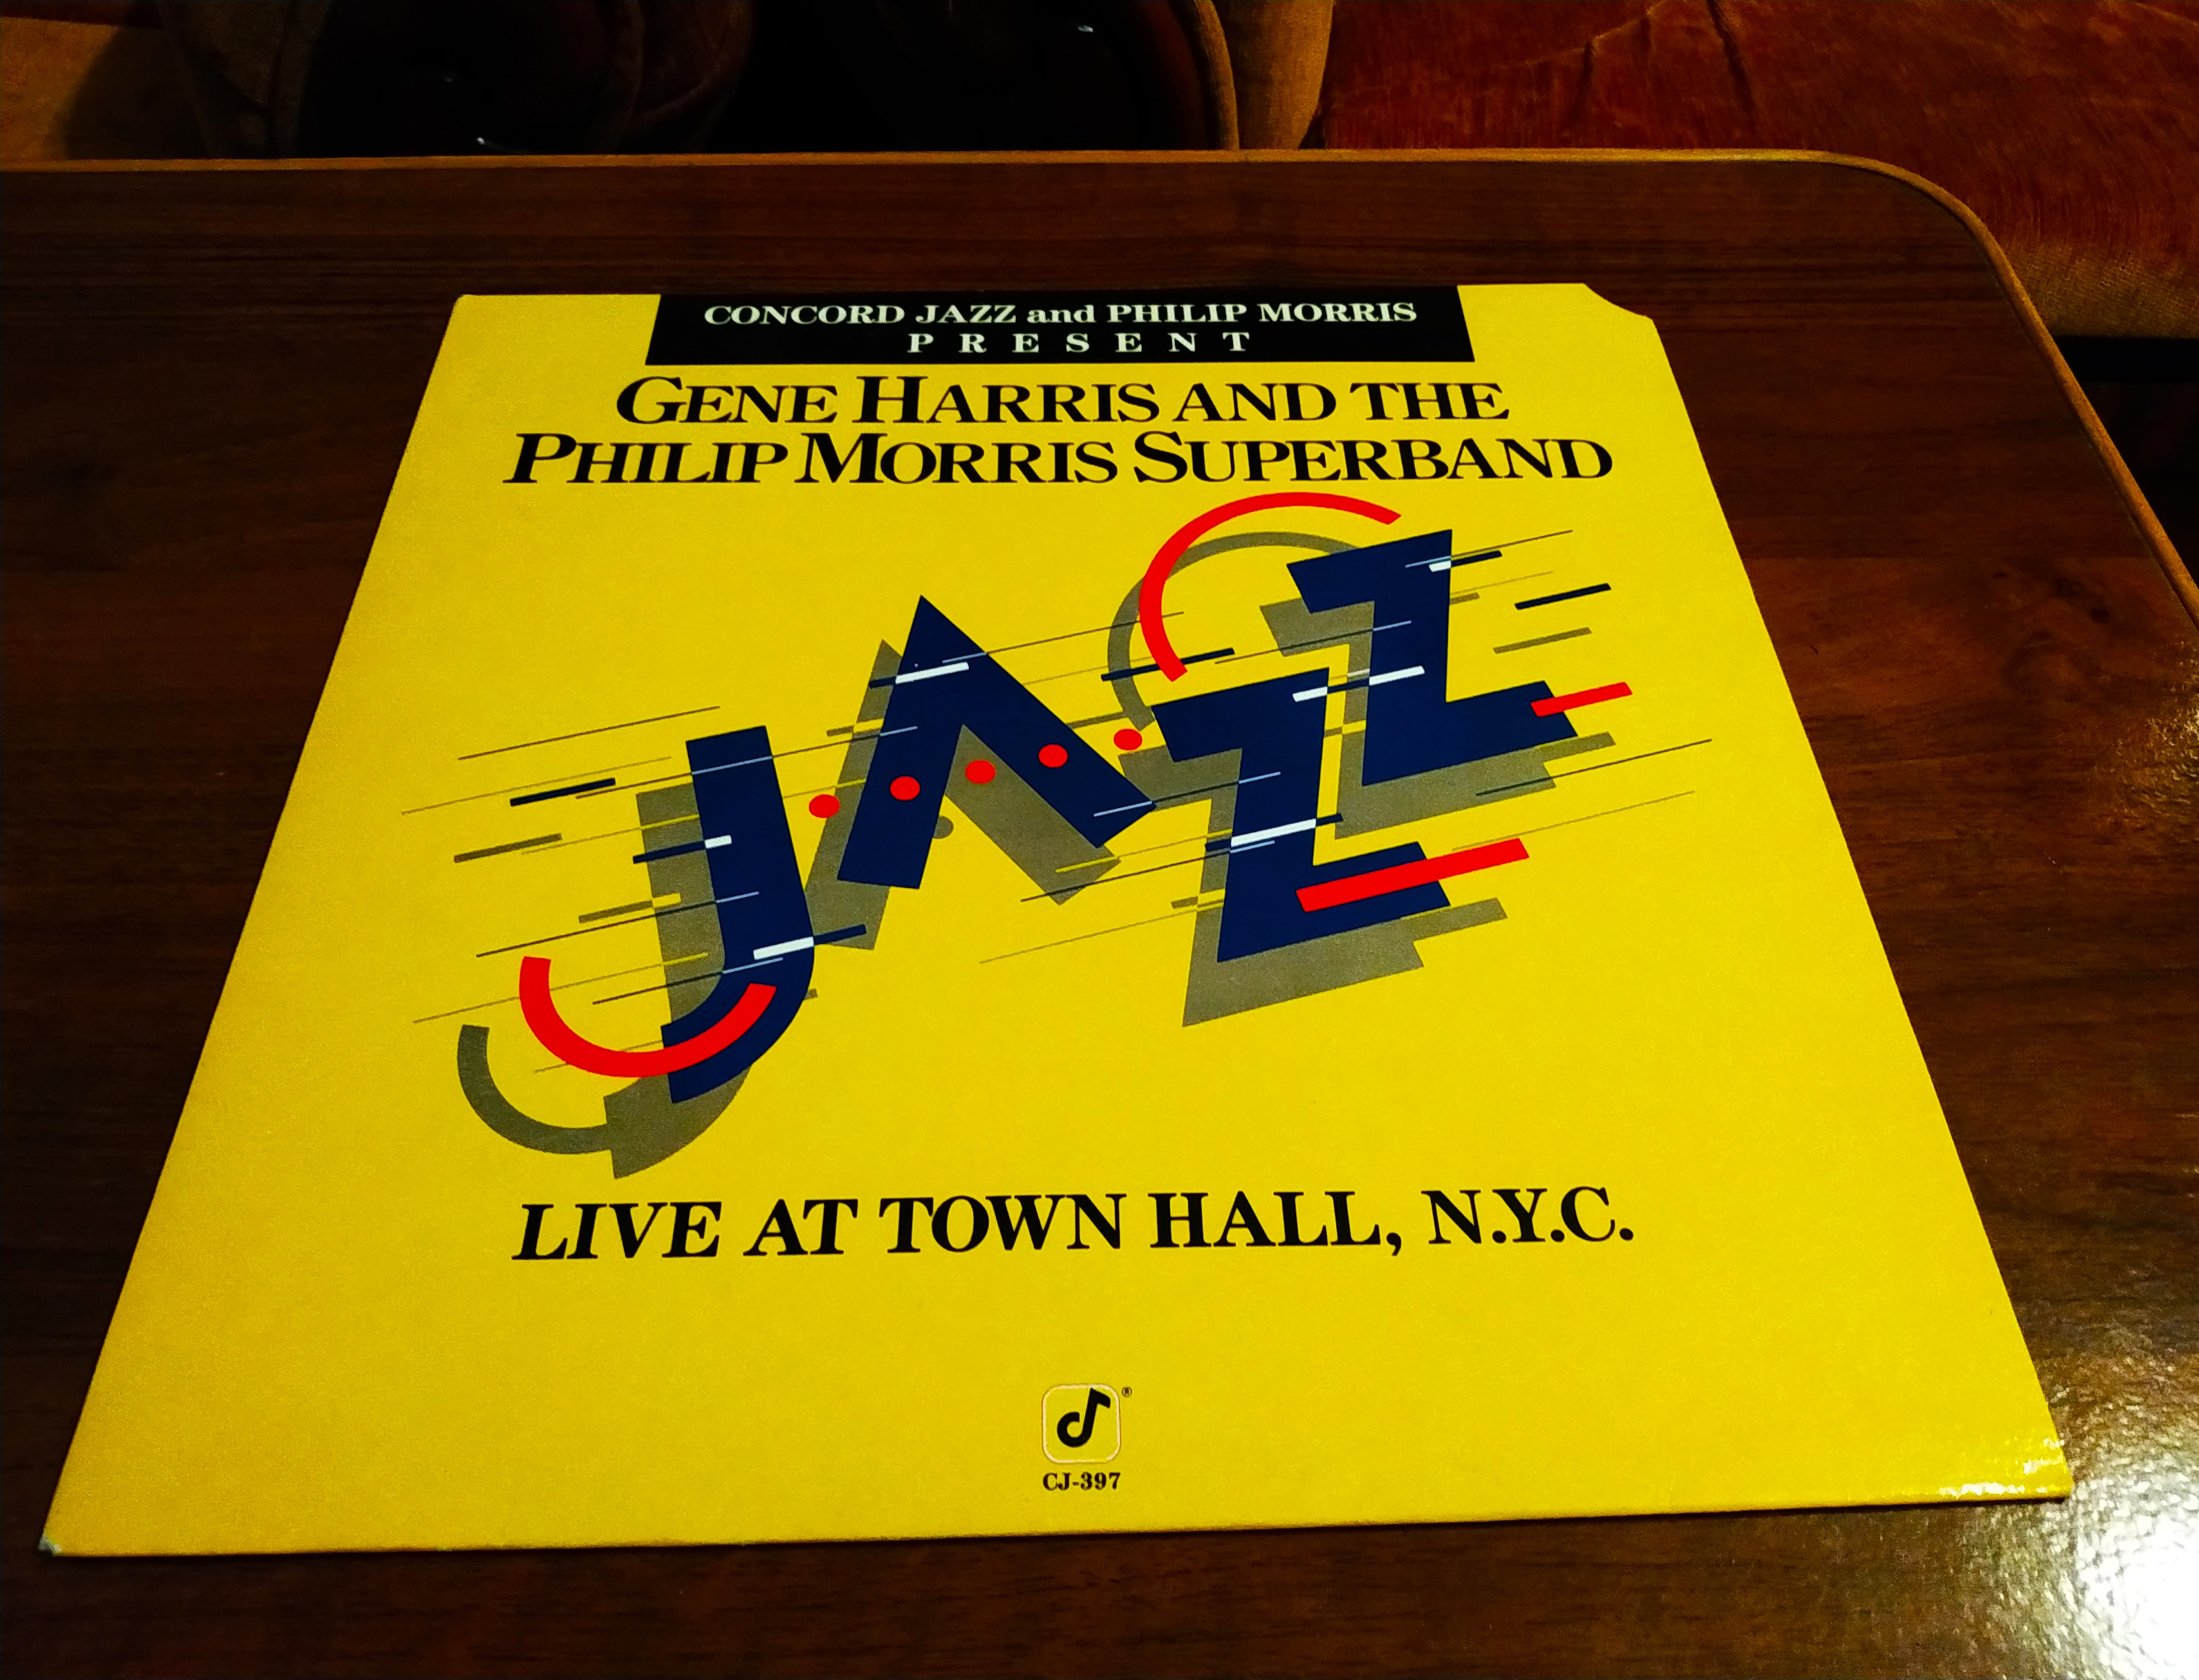 CONCORD JAZZ and PHILIP MORRIS
PRESENT
GENE HARRIS AND THE
PHILIP MORRIS SUPERBAND
JAZZ
LIVE AT TOWN HALL, N.Y.C.
®
CJ-397